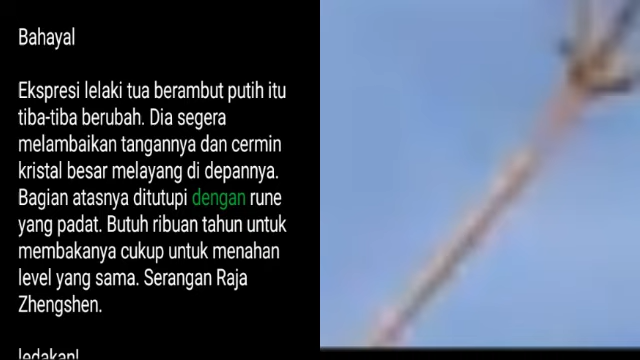 Bahayal
Ekspresi lelaki tua berambut putih itu
tiba-tiba berubah. Dia segera
melambaikan tangannya dan cermin
kristal besar melayang di depannya.
Bagian atasnya ditutupi dengan rune
yang padat. Butuh ribuan tahun untuk
membakanya cukup untuk menahan
level yang sama. Serangan Raja
Zhengshen.
ledakan!